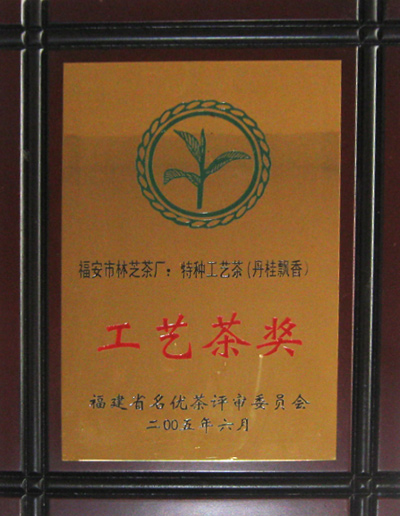 福安市林芝茶厂：特种工艺茶(丹桂飘香)
工艺茶奖
福建省名优茶评审委员会
二00五年六月